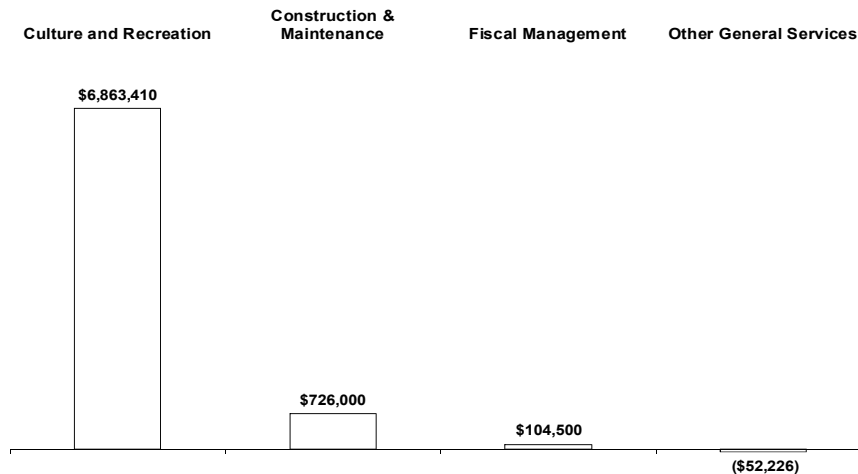 Culture and Recreation
Construction &
Maintenance
Fiscal Management
Other General Services
$6,863,410
$726,000
$104,500
($52,226)